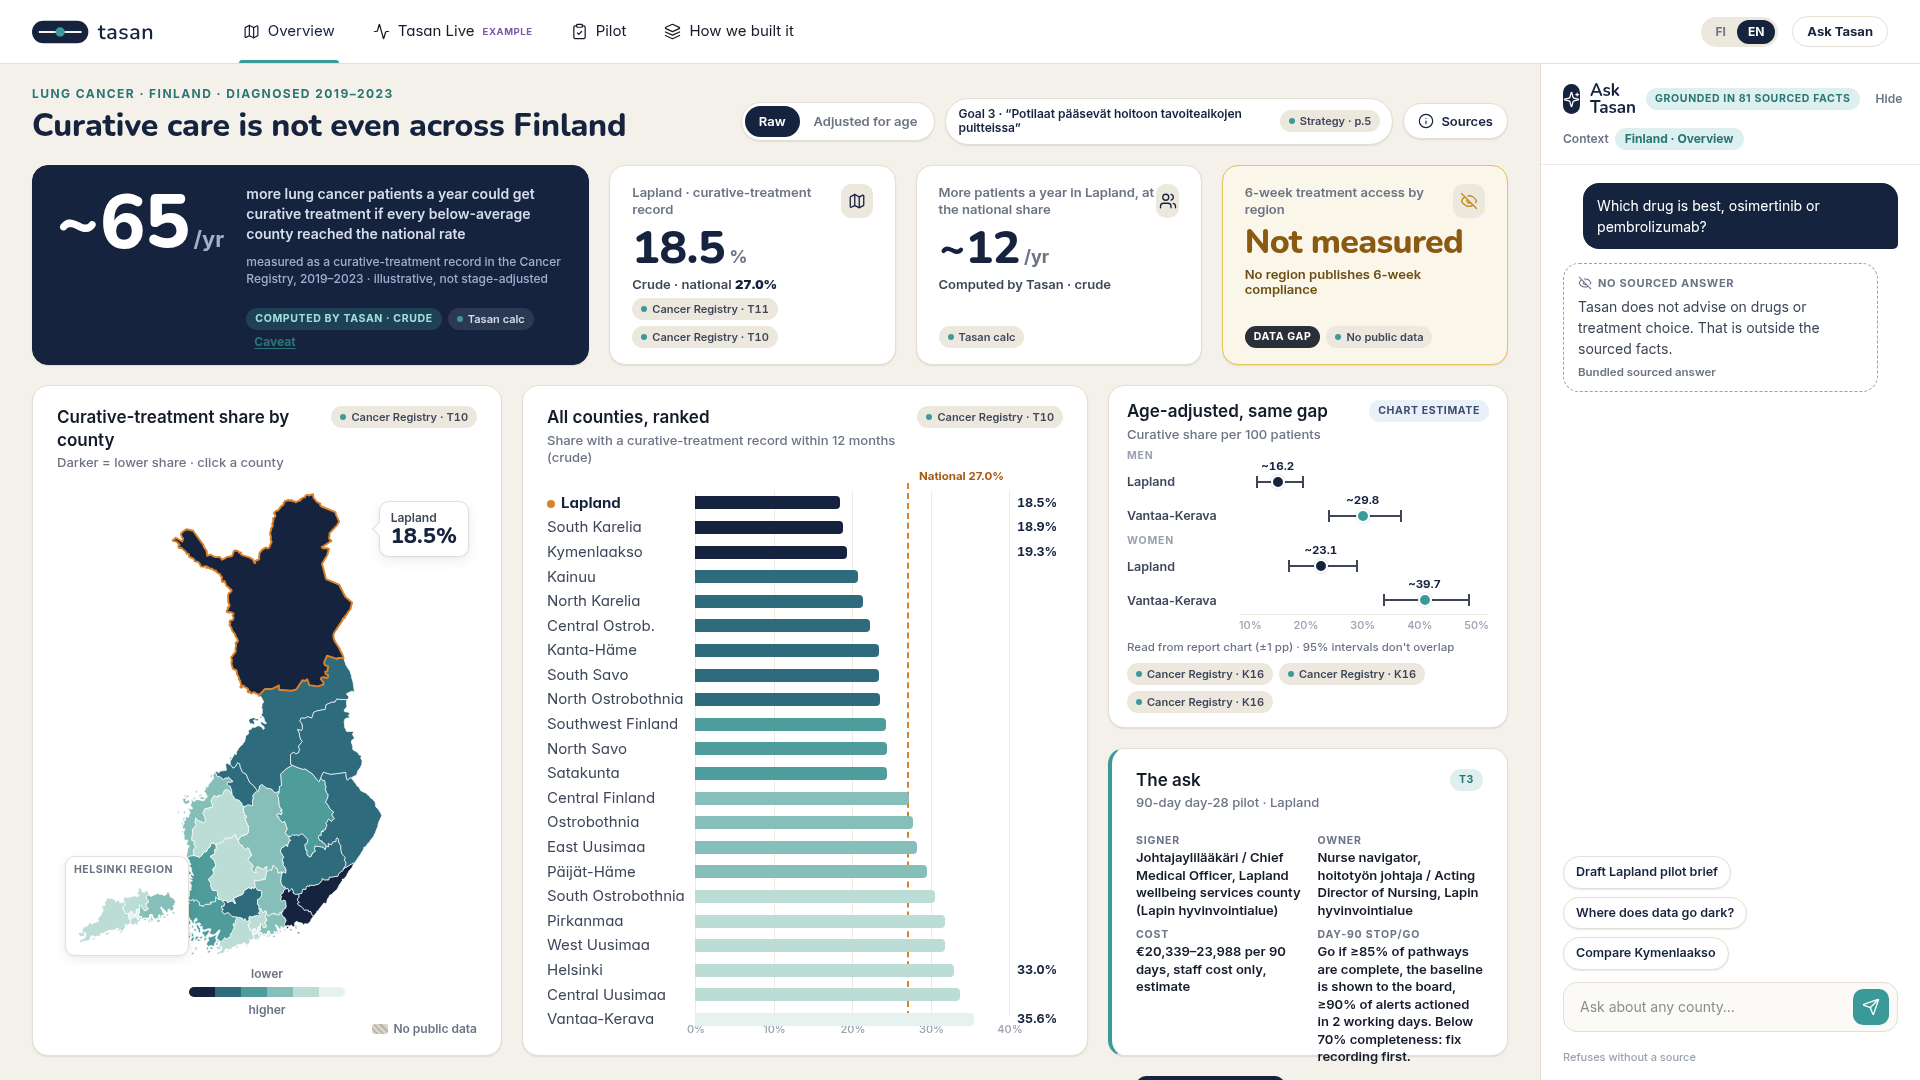 tasan
Overview
Tasan Live EXAMPLE
Pilot
How we built it
FI EN
Ask Tasan
LUNG CANCER · FINLAND · DIAGNOSED 2019–2023
Curative care is not even across Finland
Raw
Adjusted for age
Goal 3 · “Potilaat pääsevät hoitoon tavoiteaikojen
puitteissa”
Strategy · p.5
Sources
~65/yr
more lung cancer patients a year could get
curative treatment if every below-average
county reached the national rate
measured as a curative-treatment record in the Cancer
Registry, 2019–2023 · illustrative, not stage-adjusted
COMPUTED BY TASAN · CRUDE
Tasan calc
Caveat
Lapland · curative-treatment
record
18.5 %
Crude · national 27.0%
Cancer Registry · T11
Cancer Registry · T10
More patients a year in Lapland, at
the national share
~12 /yr
Computed by Tasan · crude
Tasan calc
6-week treatment access by
region
Not measured
No region publishes 6-week
compliance
DATA GAP
No public data
Curative-treatment share by
county
Cancer Registry · T10
Darker = lower share · click a county
Lapland
18.5%
HELSINKI REGION
lower
higher
No public data
All counties, ranked
Cancer Registry · T10
Share with a curative-treatment record within 12 months
(crude)
National 27.0%
Lapland 18.5%
South Karelia 18.9%
Kymenlaakso 19.3%
Kainuu
North Karelia
Central Ostrob.
Kanta-Häme
South Savo
North Ostrobothnia
Southwest Finland
North Savo
Satakunta
Central Finland
Ostrobothnia
East Uusimaa
Päijät-Häme
South Ostrobothnia
Pirkanmaa
West Uusimaa
Helsinki 33.0%
Central Uusimaa
Vantaa-Kerava 35.6%
0% 10% 20% 30% 40%
Age-adjusted, same gap
CHART ESTIMATE
Curative share per 100 patients
MEN
~16.2
Lapland
~29.8
Vantaa-Kerava
WOMEN
~23.1
Lapland
~39.7
Vantaa-Kerava
10% 20% 30% 40% 50%
Read from report chart (±1 pp) · 95% intervals don't overlap
Cancer Registry · K16
Cancer Registry · K16
Cancer Registry · K16
The ask
T3
90-day day-28 pilot · Lapland
SIGNER
Johtajaylilääkäri / Chief
Medical Officer, Lapland
wellbeing services county
(Lapin hyvinvointialue)
OWNER
Nurse navigator,
hoitotyön johtaja / Acting
Director of Nursing, Lapin
hyvinvointialue
COST
€20,339–23,988 per 90
days, staff cost only,
estimate
DAY-90 STOP/GO
Go if ≥85% of pathways
are complete, the baseline
is shown to the board,
≥90% of alerts actioned
in 2 working days. Below
70% completeness: fix
recording first.
Ask
Tasan
GROUNDED IN 81 SOURCED FACTS
Hide
Context
Finland · Overview
Which drug is best, osimertinib or
pembrolizumab?
NO SOURCED ANSWER
Tasan does not advise on drugs or
treatment choice. That is outside the
sourced facts.
Bundled sourced answer
Draft Lapland pilot brief
Where does data go dark?
Compare Kymenlaakso
Ask about any county...
Refuses without a source